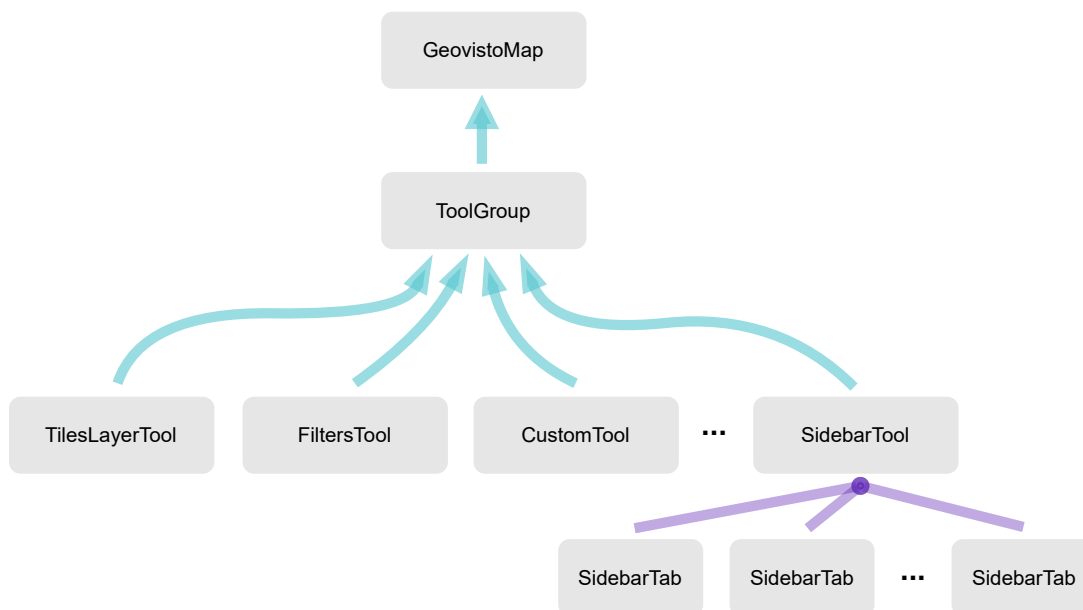 GeovistoMap
ToolGroup
TilesLayerTool
FiltersTool
CustomTool
...
SidebarTool
SidebarTab
SidebarTab
...
SidebarTab